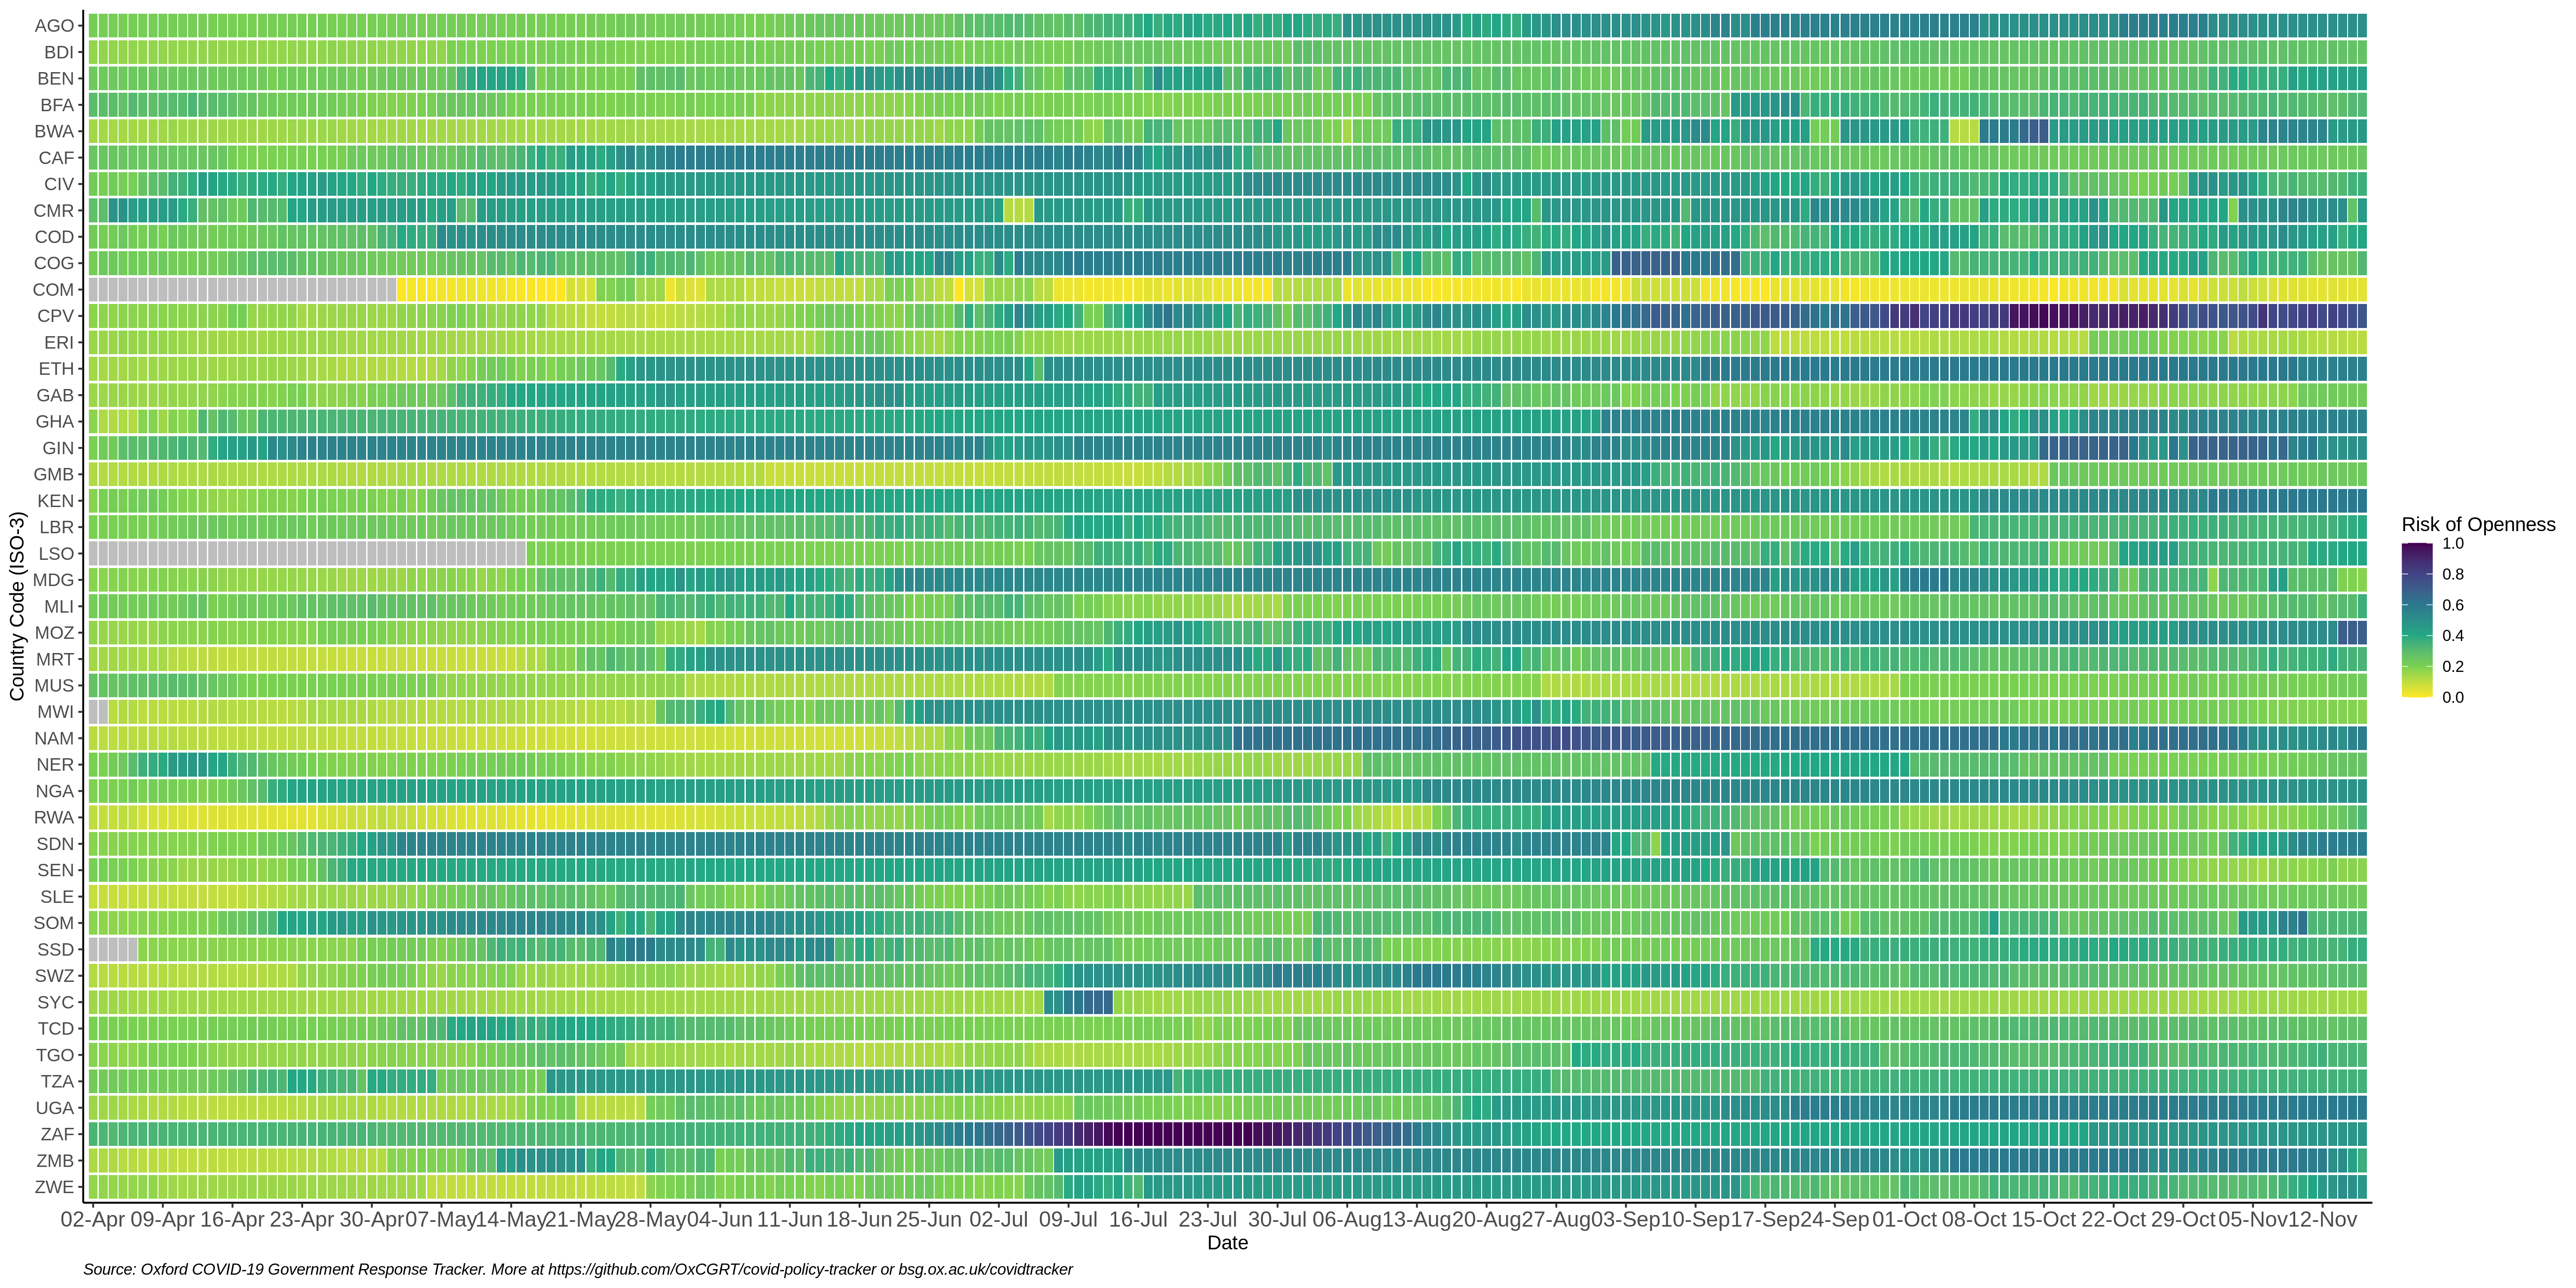 AGO
BDI
BEN
BFA
BWA
CAF
CIV
CMR
COD
COG
COM
CPV
ERI
ETH
GAB
GHA
GIN
GMB
KEN
LBR
LSO
MDG
MLI
MOZ
MRT
MUS
MWI
NAM
NER
NGA
RWA
SDN
SEN
SLE
SOM
SSD
SWZ
SYC
TCD
TGO
TZA
UGA
ZAF
ZMB
ZWE
Country Code (ISO-3)
02-Apr 09-Apr 16-Apr 23-Apr 30-Apr 07-May 14-May 21-May 28-May 04-Jun 11-Jun 18-Jun 25-Jun 02-Jul 09-Jul 16-Jul 23-Jul 30-Jul 06-Aug 13-Aug 20-Aug 27-Aug 03-Sep 10-Sep 17-Sep 24-Sep 01-Oct 08-Oct 15-Oct 22-Oct 29-Oct 05-Nov 12-Nov
Date
Risk of Openness
1.0
0.8
0.6
0.4
0.2
0.0
Source: Oxford COVID-19 Government Response Tracker. More at https://github.com/OxCGRT/covid-policy-tracker or bsg.ox.ac.uk/covidtracker